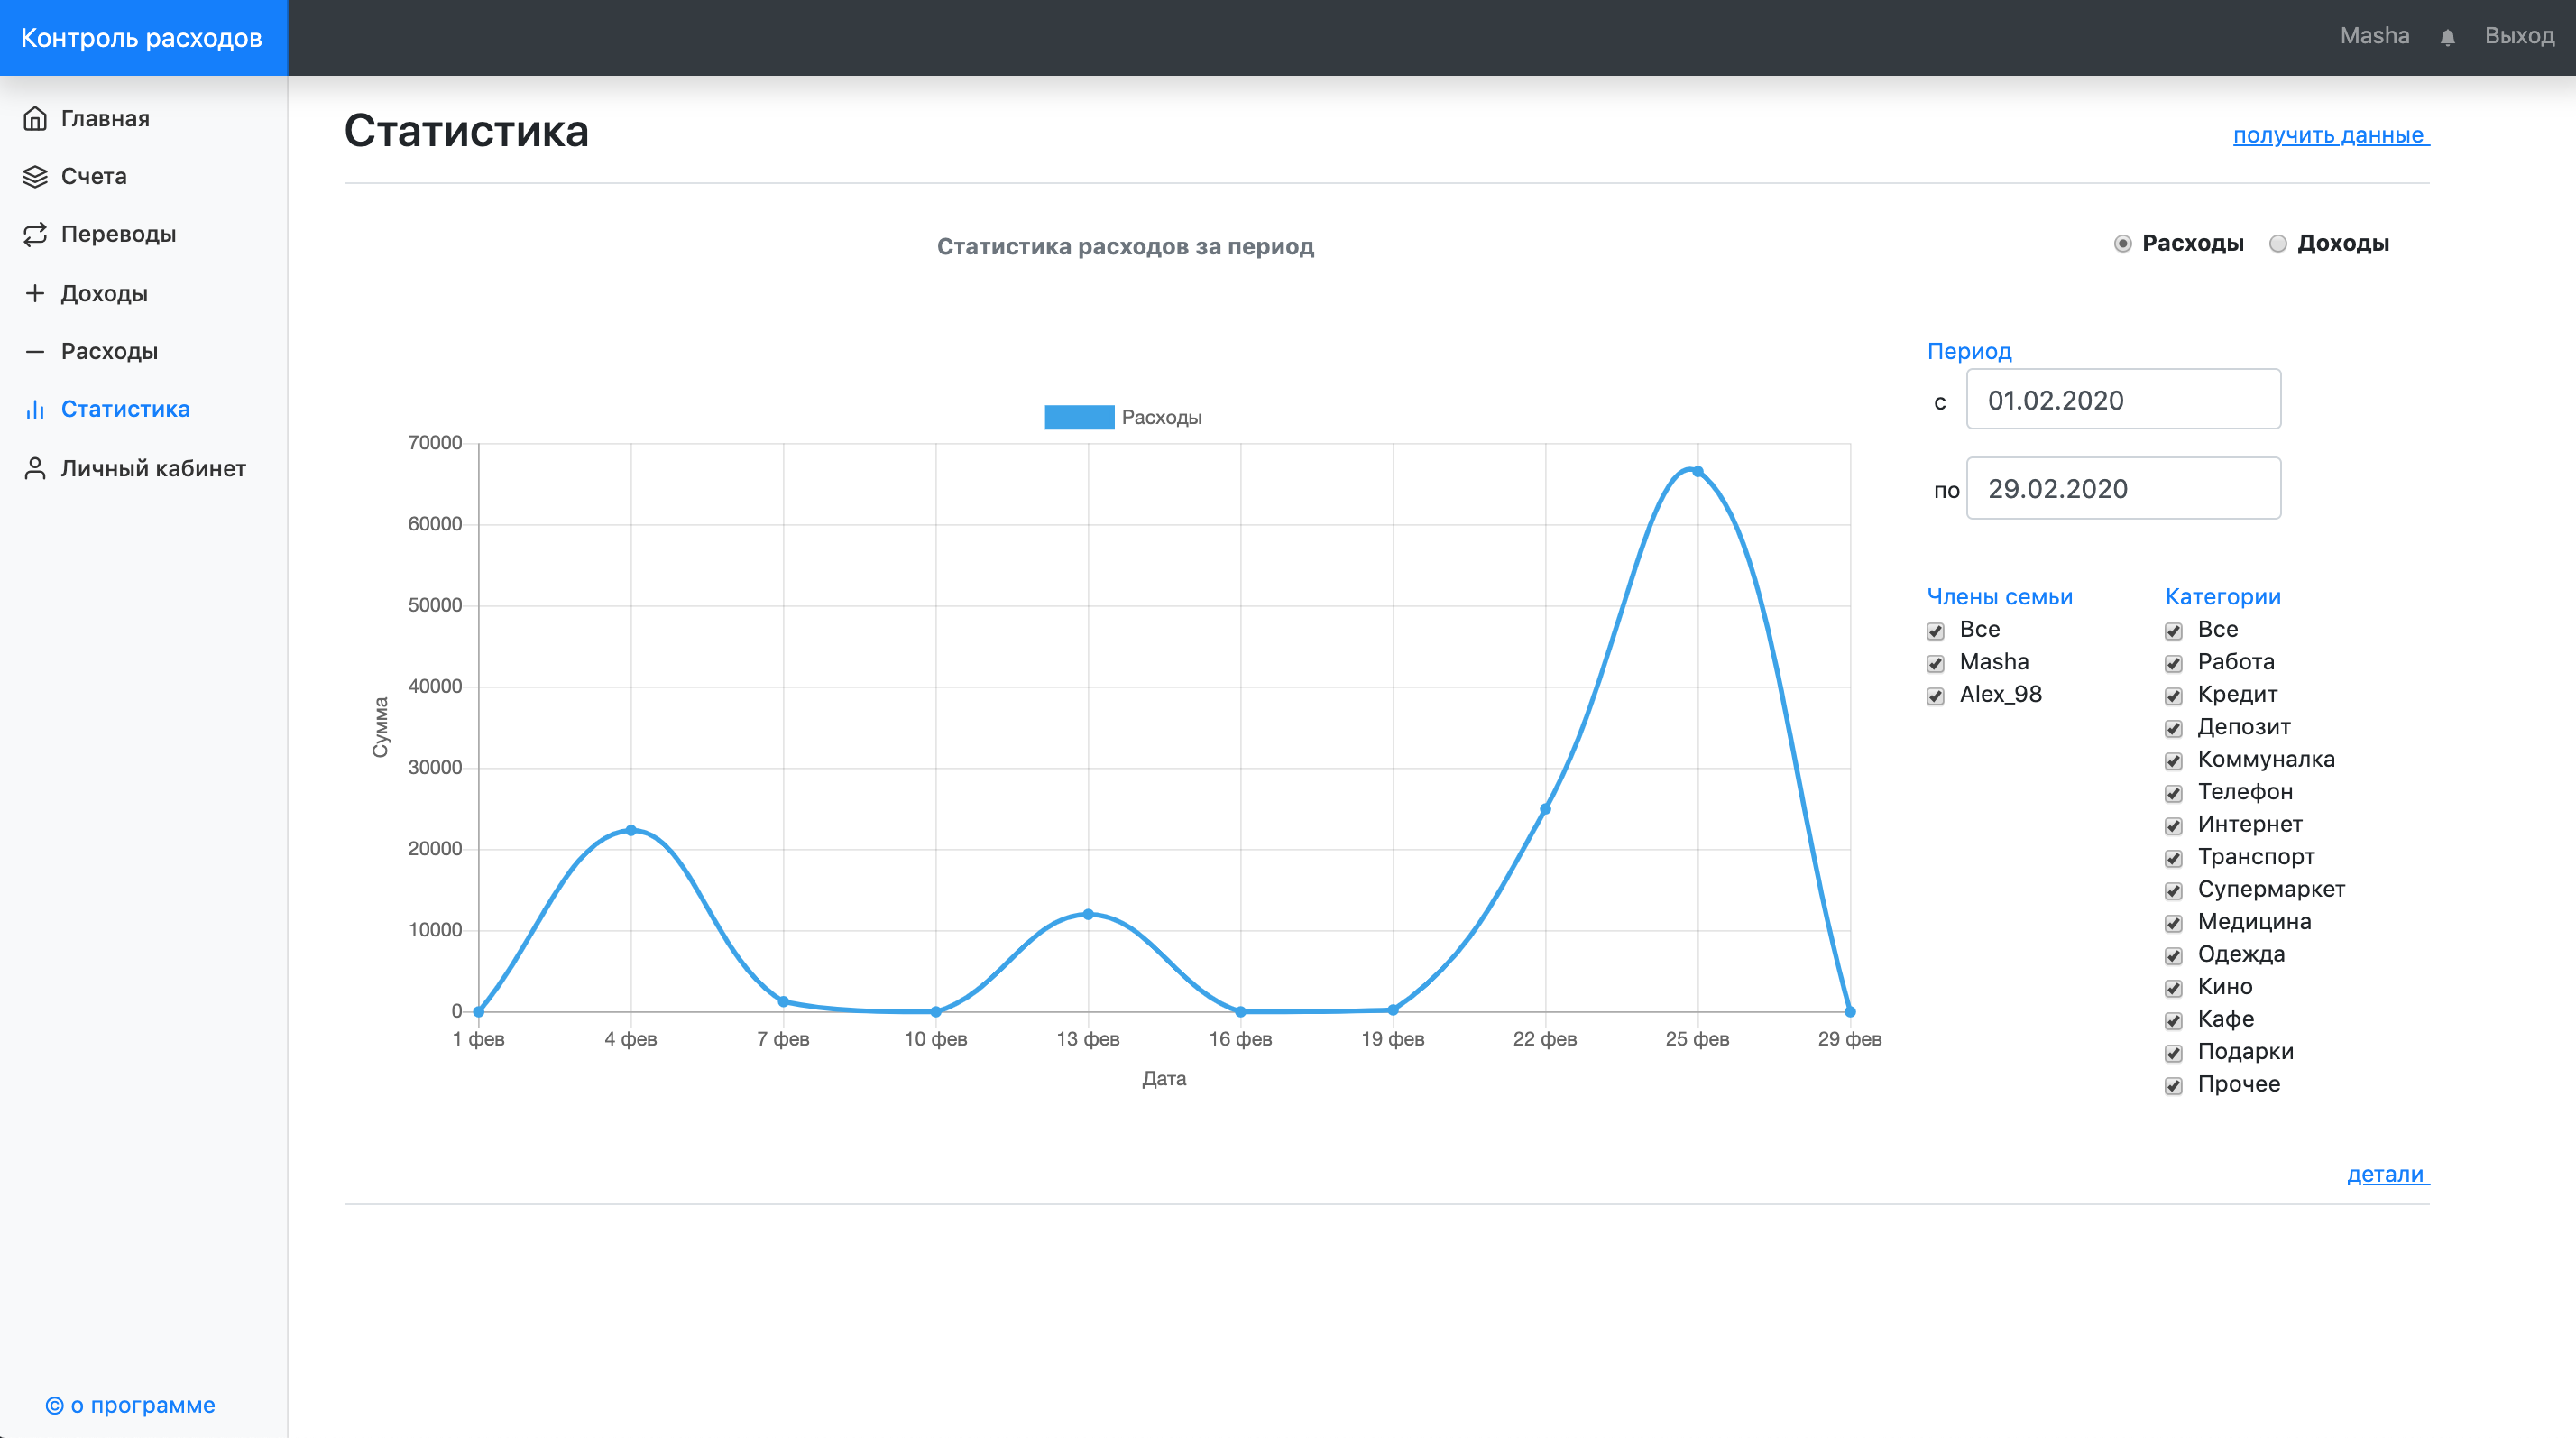 Контроль расходов
Masha
Выход
Главная
Счета
Переводы
Доходы
Расходы
Статистика
Личный кабинет
© о программе
Статистика
получить данные
Статистика расходов за период
Расходы
Доходы
Расходы
70000
60000
50000
40000
30000
20000
10000
0
Сумма
1 фев
4 фев
7 фев
10 фев
13 фев
16 фев
19 фев
22 фев
25 фев
29 фев
Дата
Период
с 01.02.2020
по 29.02.2020
Члены семьи
Все
Masha
Alex_98
Категории
Все
Работа
Кредит
Депозит
Коммуналка
Телефон
Интернет
Транспорт
Супермаркет
Медицина
Одежда
Кино
Кафе
Подарки
Прочее
детали